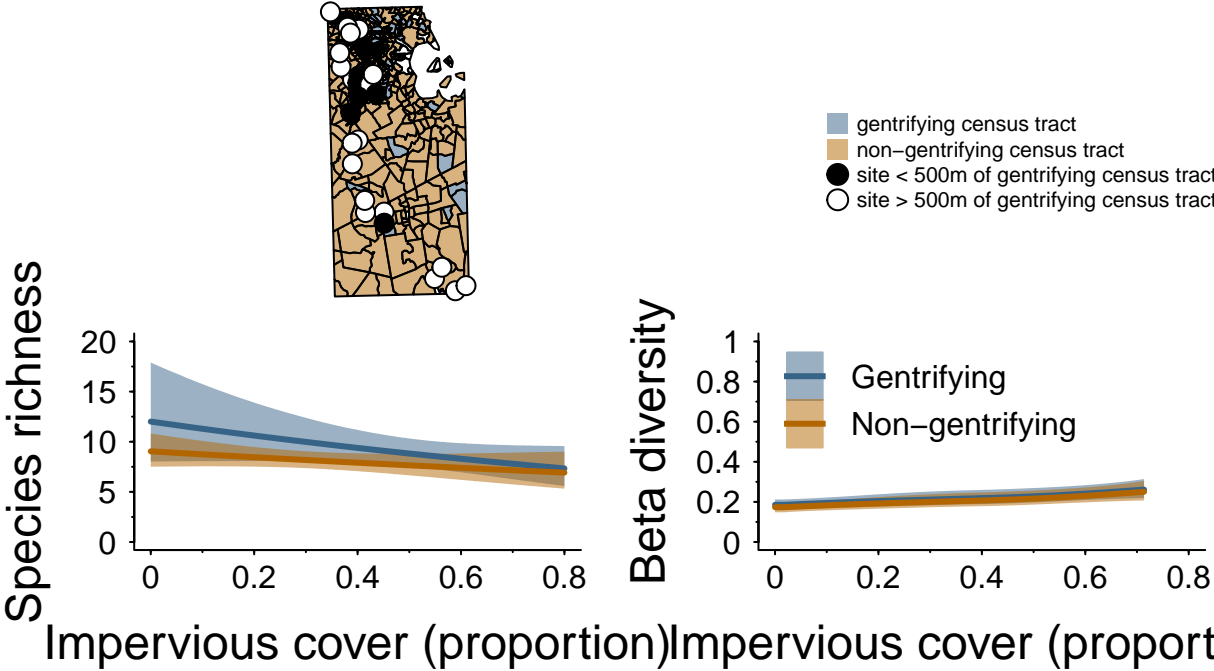 gentrifying census tract
non−gentrifying census tract
site < 500m of gentrifying census tract
site > 500m of gentrifying census tract
Species richness
20
15
10
5
0
0 0.2 0.4 0.6 0.8
Impervious cover (proportion)
Beta diversity
1
0.8
0.6
0.4
0.2
0
Gentrifying
Non−gentrifying
0 0.2 0.4 0.6 0.8
Impervious cover (proport